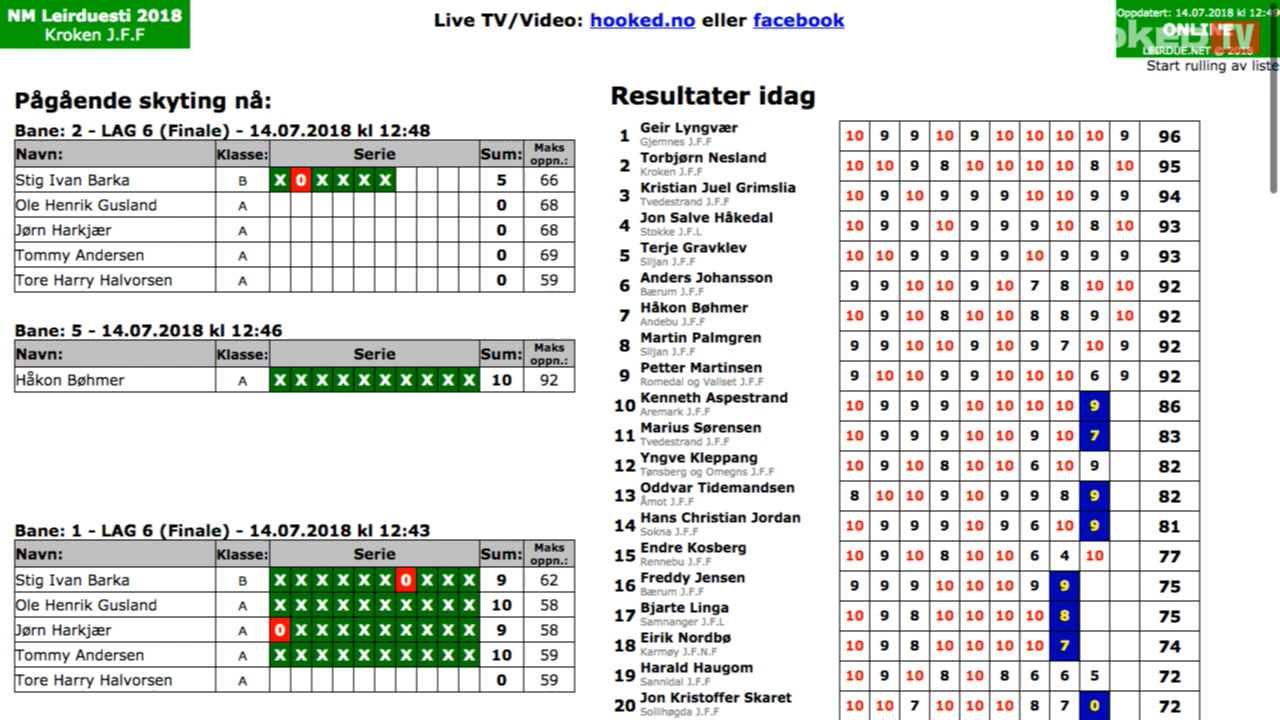 NM Leirduesti 2018
Kroken J.F.F
Live TV/Video: hooked.no eller facebook
Oppdatert: 14.07.2018 kl 12:49
ONLINE
LEIRDUE.NET © 2018
HOOKED TV
Start rulling av liste
Pågående skyting nå:
Bane: 2 - LAG 6 (Finale) - 14.07.2018 kl 12:48
Navn: Klasse: Serie Sum: Maks oppn.:
Stig Ivan Barka B X 0 X X X X 5 66
Ole Henrik Gusland A 0 68
Jørn Harkjær A 0 68
Tommy Andersen A 0 69
Tore Harry Halvorsen A 0 59
Bane: 5 - 14.07.2018 kl 12:46
Navn: Klasse: Serie Sum: Maks oppn.:
Håkon Bøhmer A X X X X X X X X X X 10 92
Bane: 1 - LAG 6 (Finale) - 14.07.2018 kl 12:43
Navn: Klasse: Serie Sum: Maks oppn.:
Stig Ivan Barka B X X X X X X 0 X X X 9 62
Ole Henrik Gusland A X X X X X X X X X X 10 58
Jørn Harkjær A 0 X X X X X X X X X 9 58
Tommy Andersen A X X X X X X X X X X 10 59
Tore Harry Halvorsen A 0 59
Resultater idag
1 Geir Lyngvær 10 9 9 10 9 10 10 10 10 9 96
Gjemnes J.F.F
2 Torbjørn Nesland 10 10 9 8 10 10 10 10 8 10 95
Kroken J.F.F
3 Kristian Juel Grimslia 10 9 10 9 9 9 10 10 9 9 94
Tvedestrand J.F.F
4 Jon Salve Håkedal 10 9 9 10 9 9 9 10 8 10 93
Stokke J.F.L
5 Terje Gravklev 10 10 9 9 9 9 10 9 9 9 93
Siljan J.F.F
6 Anders Johansson 9 9 10 10 9 10 7 8 10 10 92
Bærum J.F.F
7 Håkon Bøhmer 10 9 10 8 10 10 8 8 9 10 92
Andebu J.F.F
8 Martin Palmgren 9 9 10 10 9 10 9 7 10 9 92
Siljan J.F.F
9 Petter Martinsen 9 10 10 9 9 10 10 10 6 9 92
Romedal og Vallset J.F.F
10 Kenneth Aspestrand 10 9 9 9 10 10 10 10 9 86
Aremark J.F.F
11 Marius Sørensen 10 9 9 9 10 10 9 10 7 83
Tvedestrand J.F.F
12 Yngve Kleppang 10 9 10 8 10 10 6 10 9 82
Tønsberg og Omegns J.F.F
13 Oddvar Tidemandsen 8 10 10 9 10 9 9 8 9 82
Åmot J.F.F
14 Hans Christian Jordan 10 9 9 9 10 9 6 10 9 81
Sokna J.F.F
15 Endre Kosberg 10 9 10 8 10 10 6 4 10 77
Rennebu J.F.F
16 Freddy Jensen 9 9 9 10 10 10 9 9 75
Bærum J.F.F
17 Bjarte Linga 10 9 8 10 10 10 10 8 75
Samnanger J.F.L
18 Eirik Nordbø 10 9 8 10 10 10 10 7 74
Karmøy J.F.N.F
19 Harald Haugom 10 9 10 8 10 8 6 6 5 72
Sannidal J.F.F
20 Jon Kristoffer Skaret 10 10 7 10 10 10 8 7 0 72
Sollihøgda J.F.F